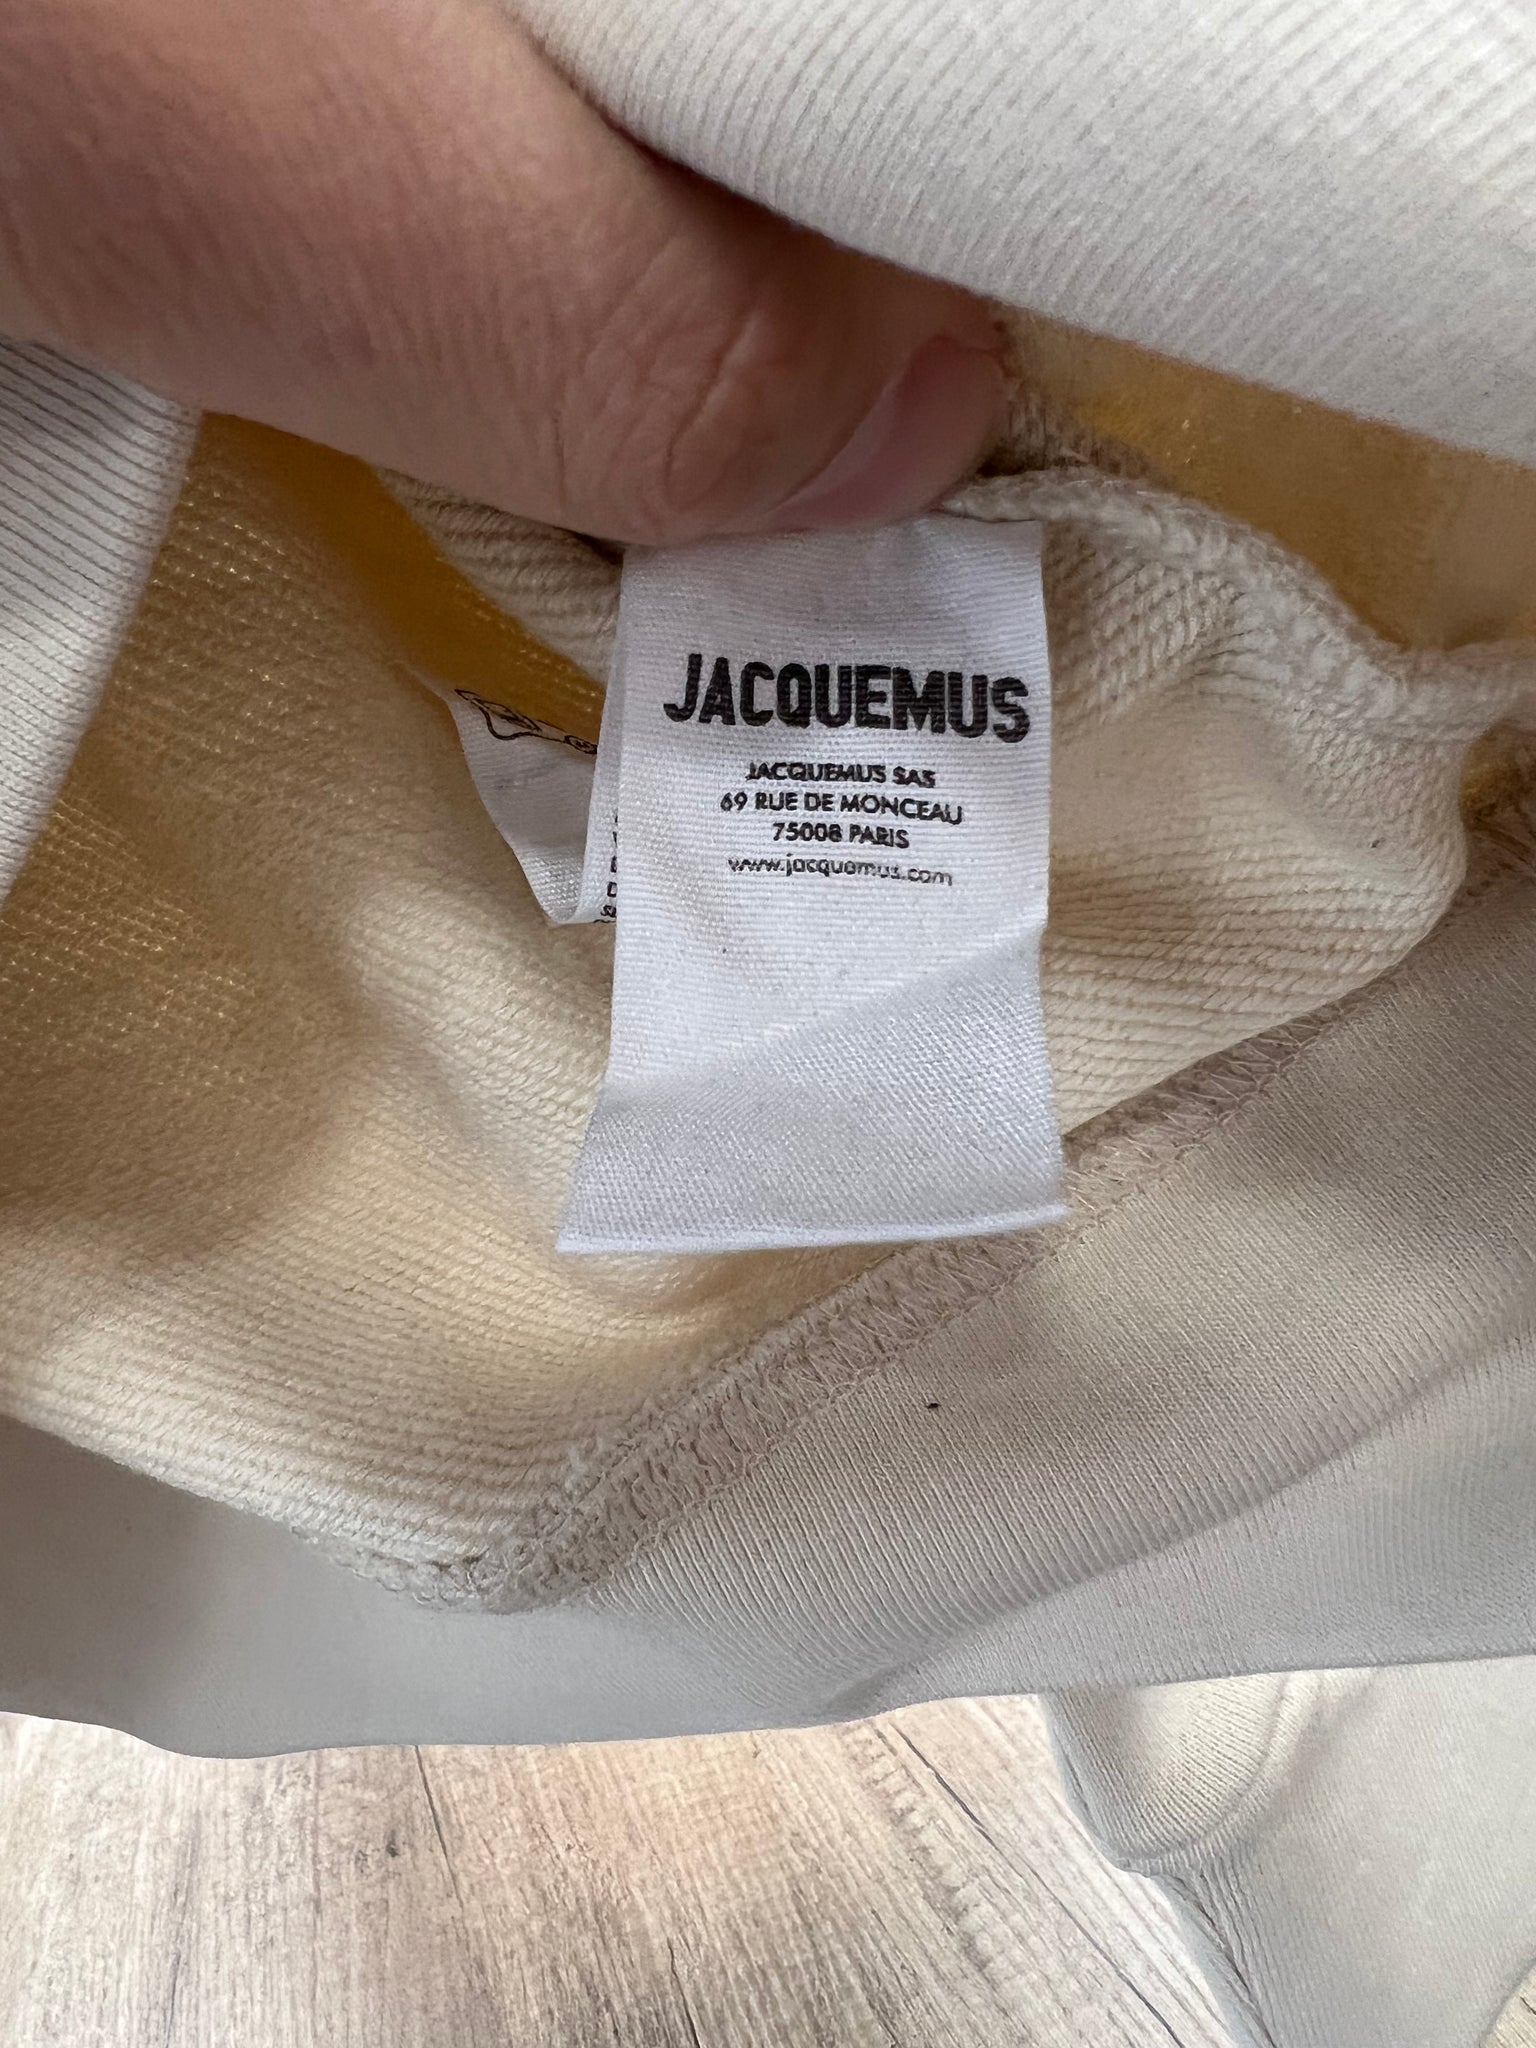 JACQUEMUS
JACQUEMUS SAS
69 RUE DE MONCEAU
75008 PARIS
www.jacquemus.com